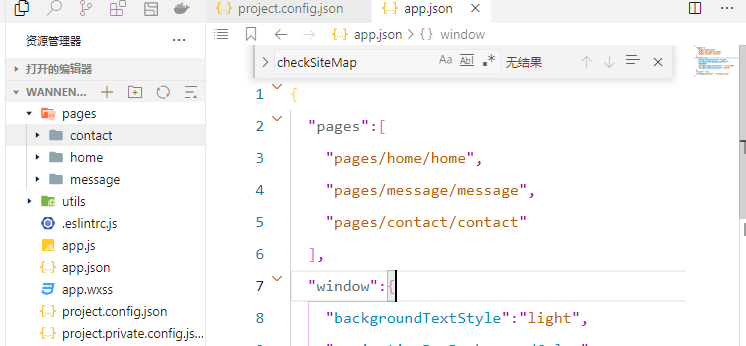 project.config.json
app.json
资源管理器
app.json > {} window
打开的编辑器
checkSiteMap
Aa
Abl
无结果
WANNEN...
pages
contact
home
message
utils
.eslintrc.js
app.js
app.json
app.wxss
project.config.json
project.private.config.js...
1 {
2 "pages":[
3 "pages/home/home",
4 "pages/message/message",
5 "pages/contact/contact"
6 ],
7 "window":{
8 "backgroundTextStyle":"light",